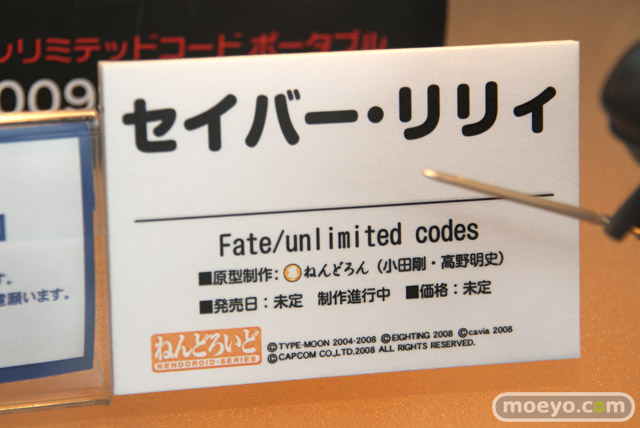 ンリミテッドコード ポータブル
009
セイバー・リリィ
Fate/unlimited codes
■原型制作：ねんどろん（小田剛・高野明史）
■発売日：未定 制作進行中 ■価格：未定
す。
願います。
ねんどろいど
NENDOROID-SERIES
©TYPE-MOON 2004-2008 ©EIGHTING 2008 ©cavia 2008
©CAPCOM CO.,LTD.2008 ALL RIGHTS RESERVED.
moeyo.com